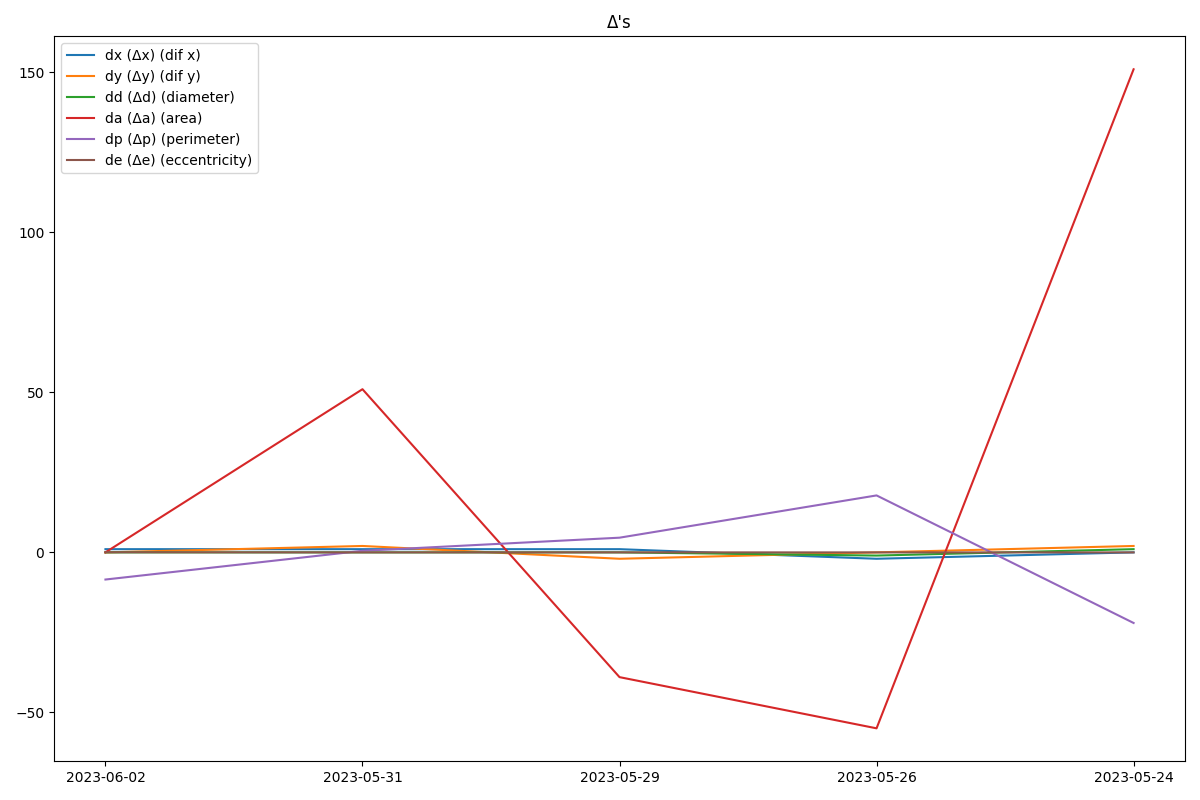 Δ's
dx (Δx) (dif x)
dy (Δy) (dif y)
dd (Δd) (diameter)
da (Δa) (area)
dp (Δp) (perimeter)
de (Δe) (eccentricity)
150
100
50
0
−50
2023-06-02
2023-05-31
2023-05-29
2023-05-26
2023-05-24